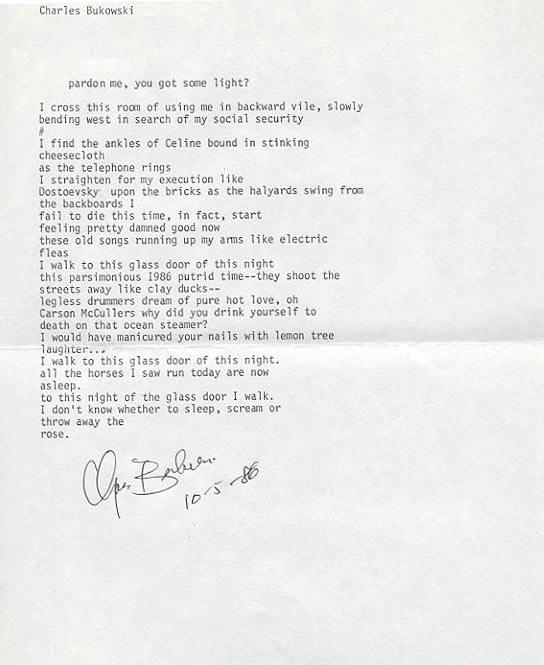 Charles Bukowski
pardon me, you got some light?
I cross this room of using me in backward vile, slowly
bending west in search of my social security
#
I find the ankles of Celine bound in stinking
cheesecloth
as the telephone rings
I straighten for my execution like
Dostoevsky upon the bricks as the halyards swing from
the backboards I
fail to die this time, in fact, start
feeling pretty damned good now
these old songs running up my arms like electric
fleas
I walk to this glass door of this night
this parsimonious 1986 putrid time--they shoot the
streets away like clay ducks--
legless drummers dream of pure hot love, oh
Carson McCullers why did you drink yourself to
death on that ocean steamer?
I would have manicured your nails with lemon tree
laughter...
I walk to this glass door of this night.
all the horses I saw run today are now
asleep.
to this night of the glass door I walk.
I don't know whether to sleep, scream or
throw away the
rose.
10-5-86